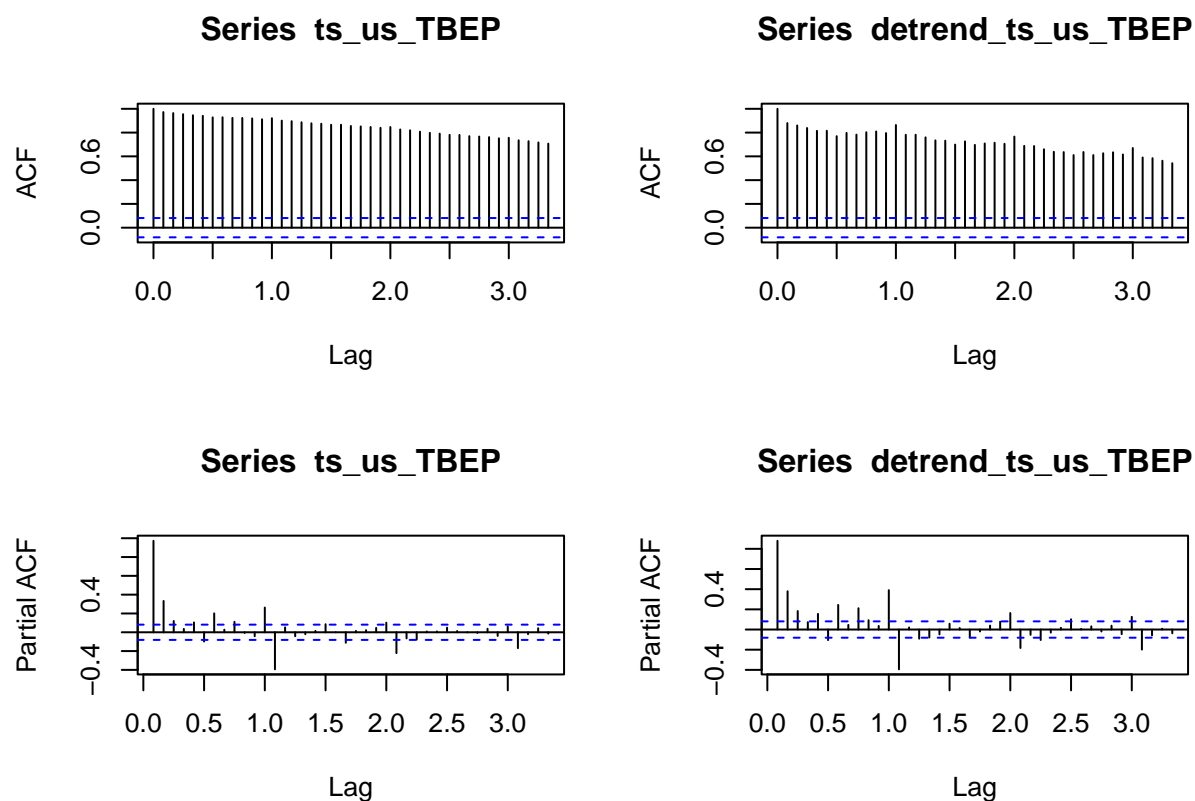 Series ts_us_TBEP
ACF
0.0 0.6
0.0 1.0 2.0 3.0
Lag
Series detrend_ts_us_TBEP
ACF
0.0 0.6
0.0 1.0 2.0 3.0
Lag
Series ts_us_TBEP
Partial ACF
−0.4 0.4
0.0 0.5 1.0 1.5 2.0 2.5 3.0
Lag
Series detrend_ts_us_TBEP
Partial ACF
−0.4 0.4
0.0 0.5 1.0 1.5 2.0 2.5 3.0
Lag